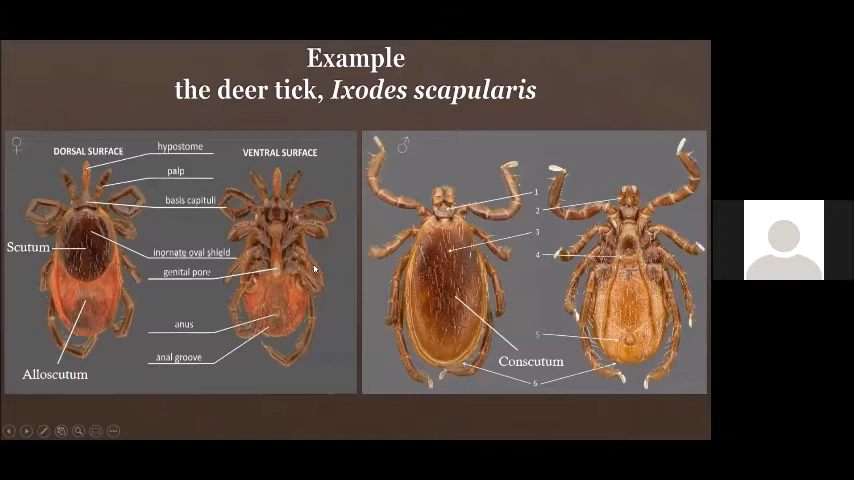 Example
the deer tick, Ixodes scapularis
♀
DORSAL SURFACE
VENTRAL SURFACE
hypostome
palp
basis capituli
Scutum
inornate oval shield
genital pore
anus
anal groove
Alloscutum
♂
1
2
3
4
5
6
Conscutum